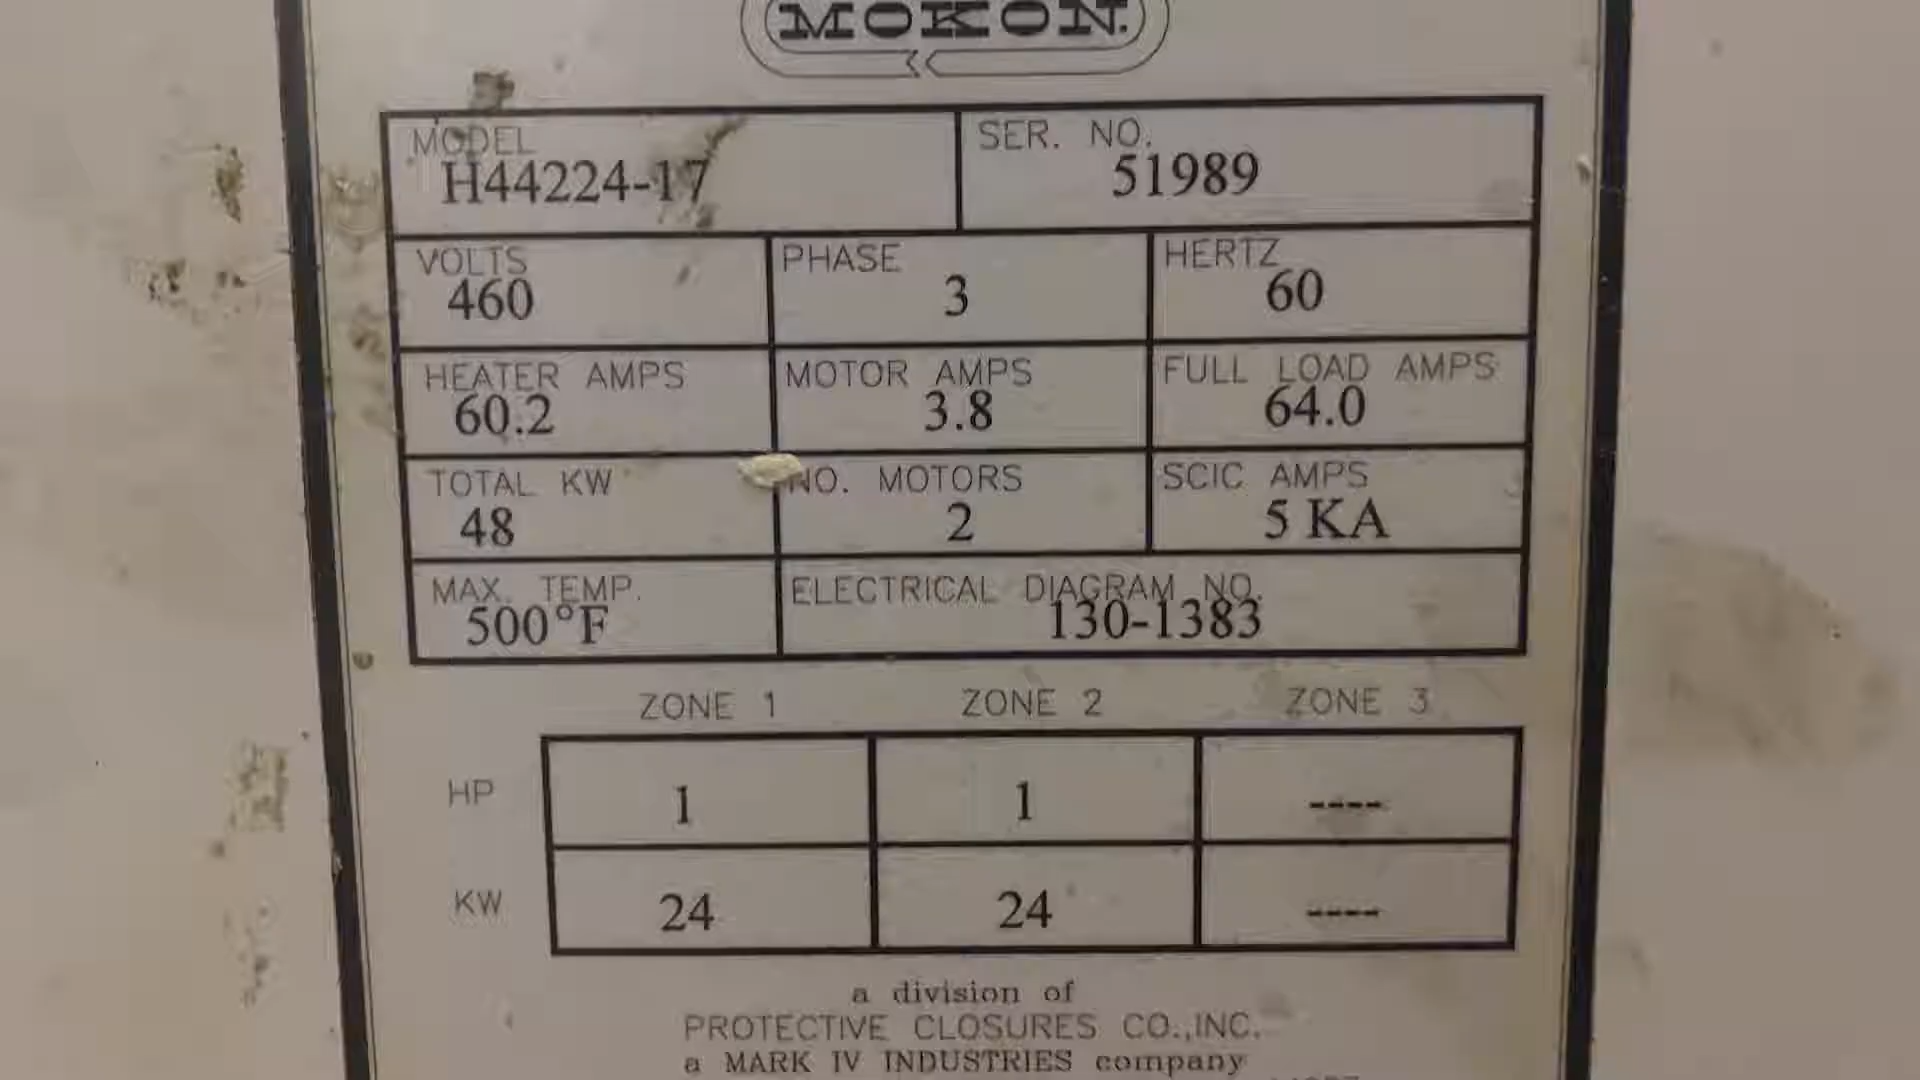 MOKON.
MODEL SER. NO.
H44224-17 51989
VOLTS PHASE HERTZ
460 3 60
HEATER AMPS MOTOR AMPS FULL LOAD AMPS
60.2 3.8 64.0
TOTAL KW NO. MOTORS SCIC AMPS
48 2 5 KA
MAX. TEMP. ELECTRICAL DIAGRAM NO.
500°F 130-1383
ZONE 1 ZONE 2 ZONE 3
HP 1 1 ----
KW 24 24 ----
a division of
PROTECTIVE CLOSURES CO.,INC.
a MARK IV INDUSTRIES company